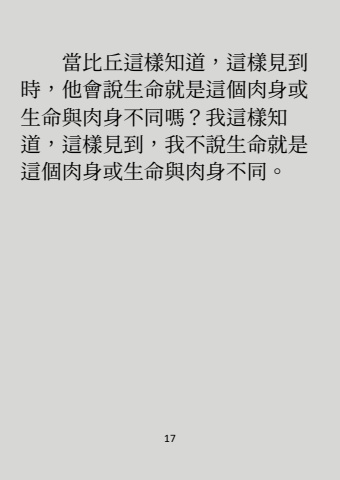 當比丘這樣知道，這樣見到
時，他會說生命就是這個肉身或
生命與肉身不同嗎？我這樣知
道，這樣見到，我不說生命就是
這個肉身或生命與肉身不同。
17